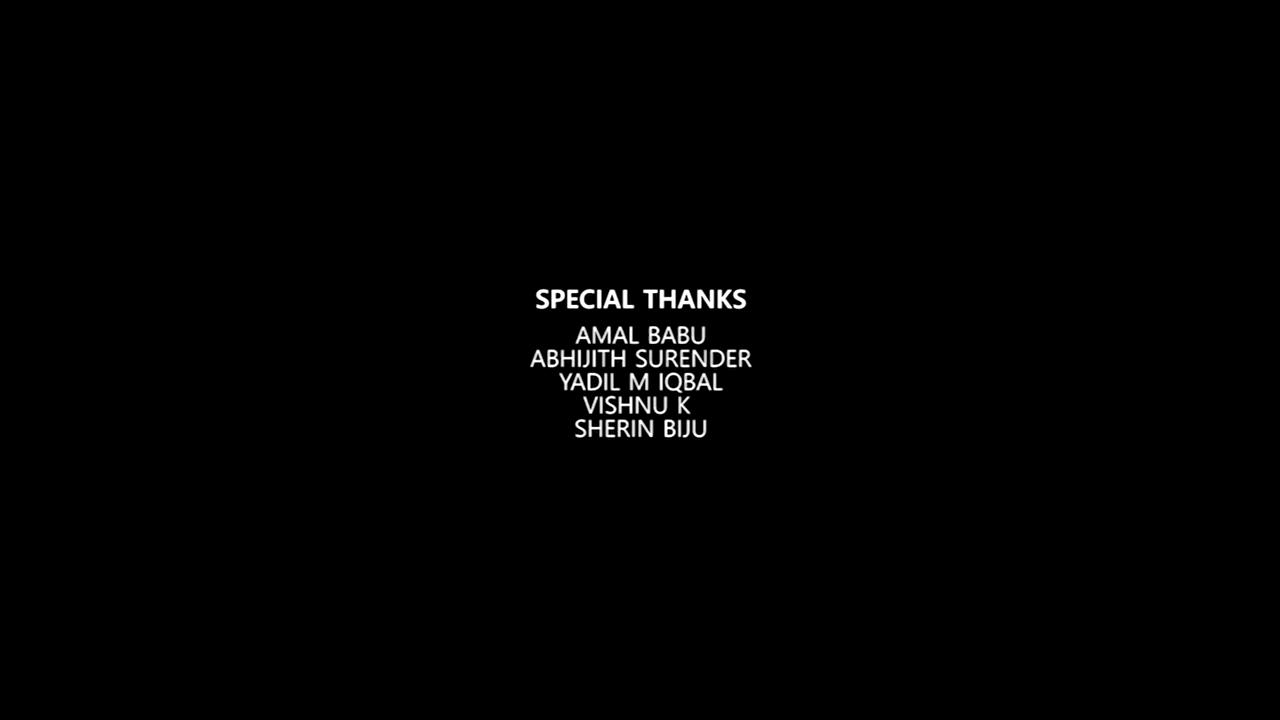 SPECIAL THANKS
AMAL BABU
ABHIJITH SURENDER
YADIL M IQBAL
VISHNU K
SHERIN BIJU